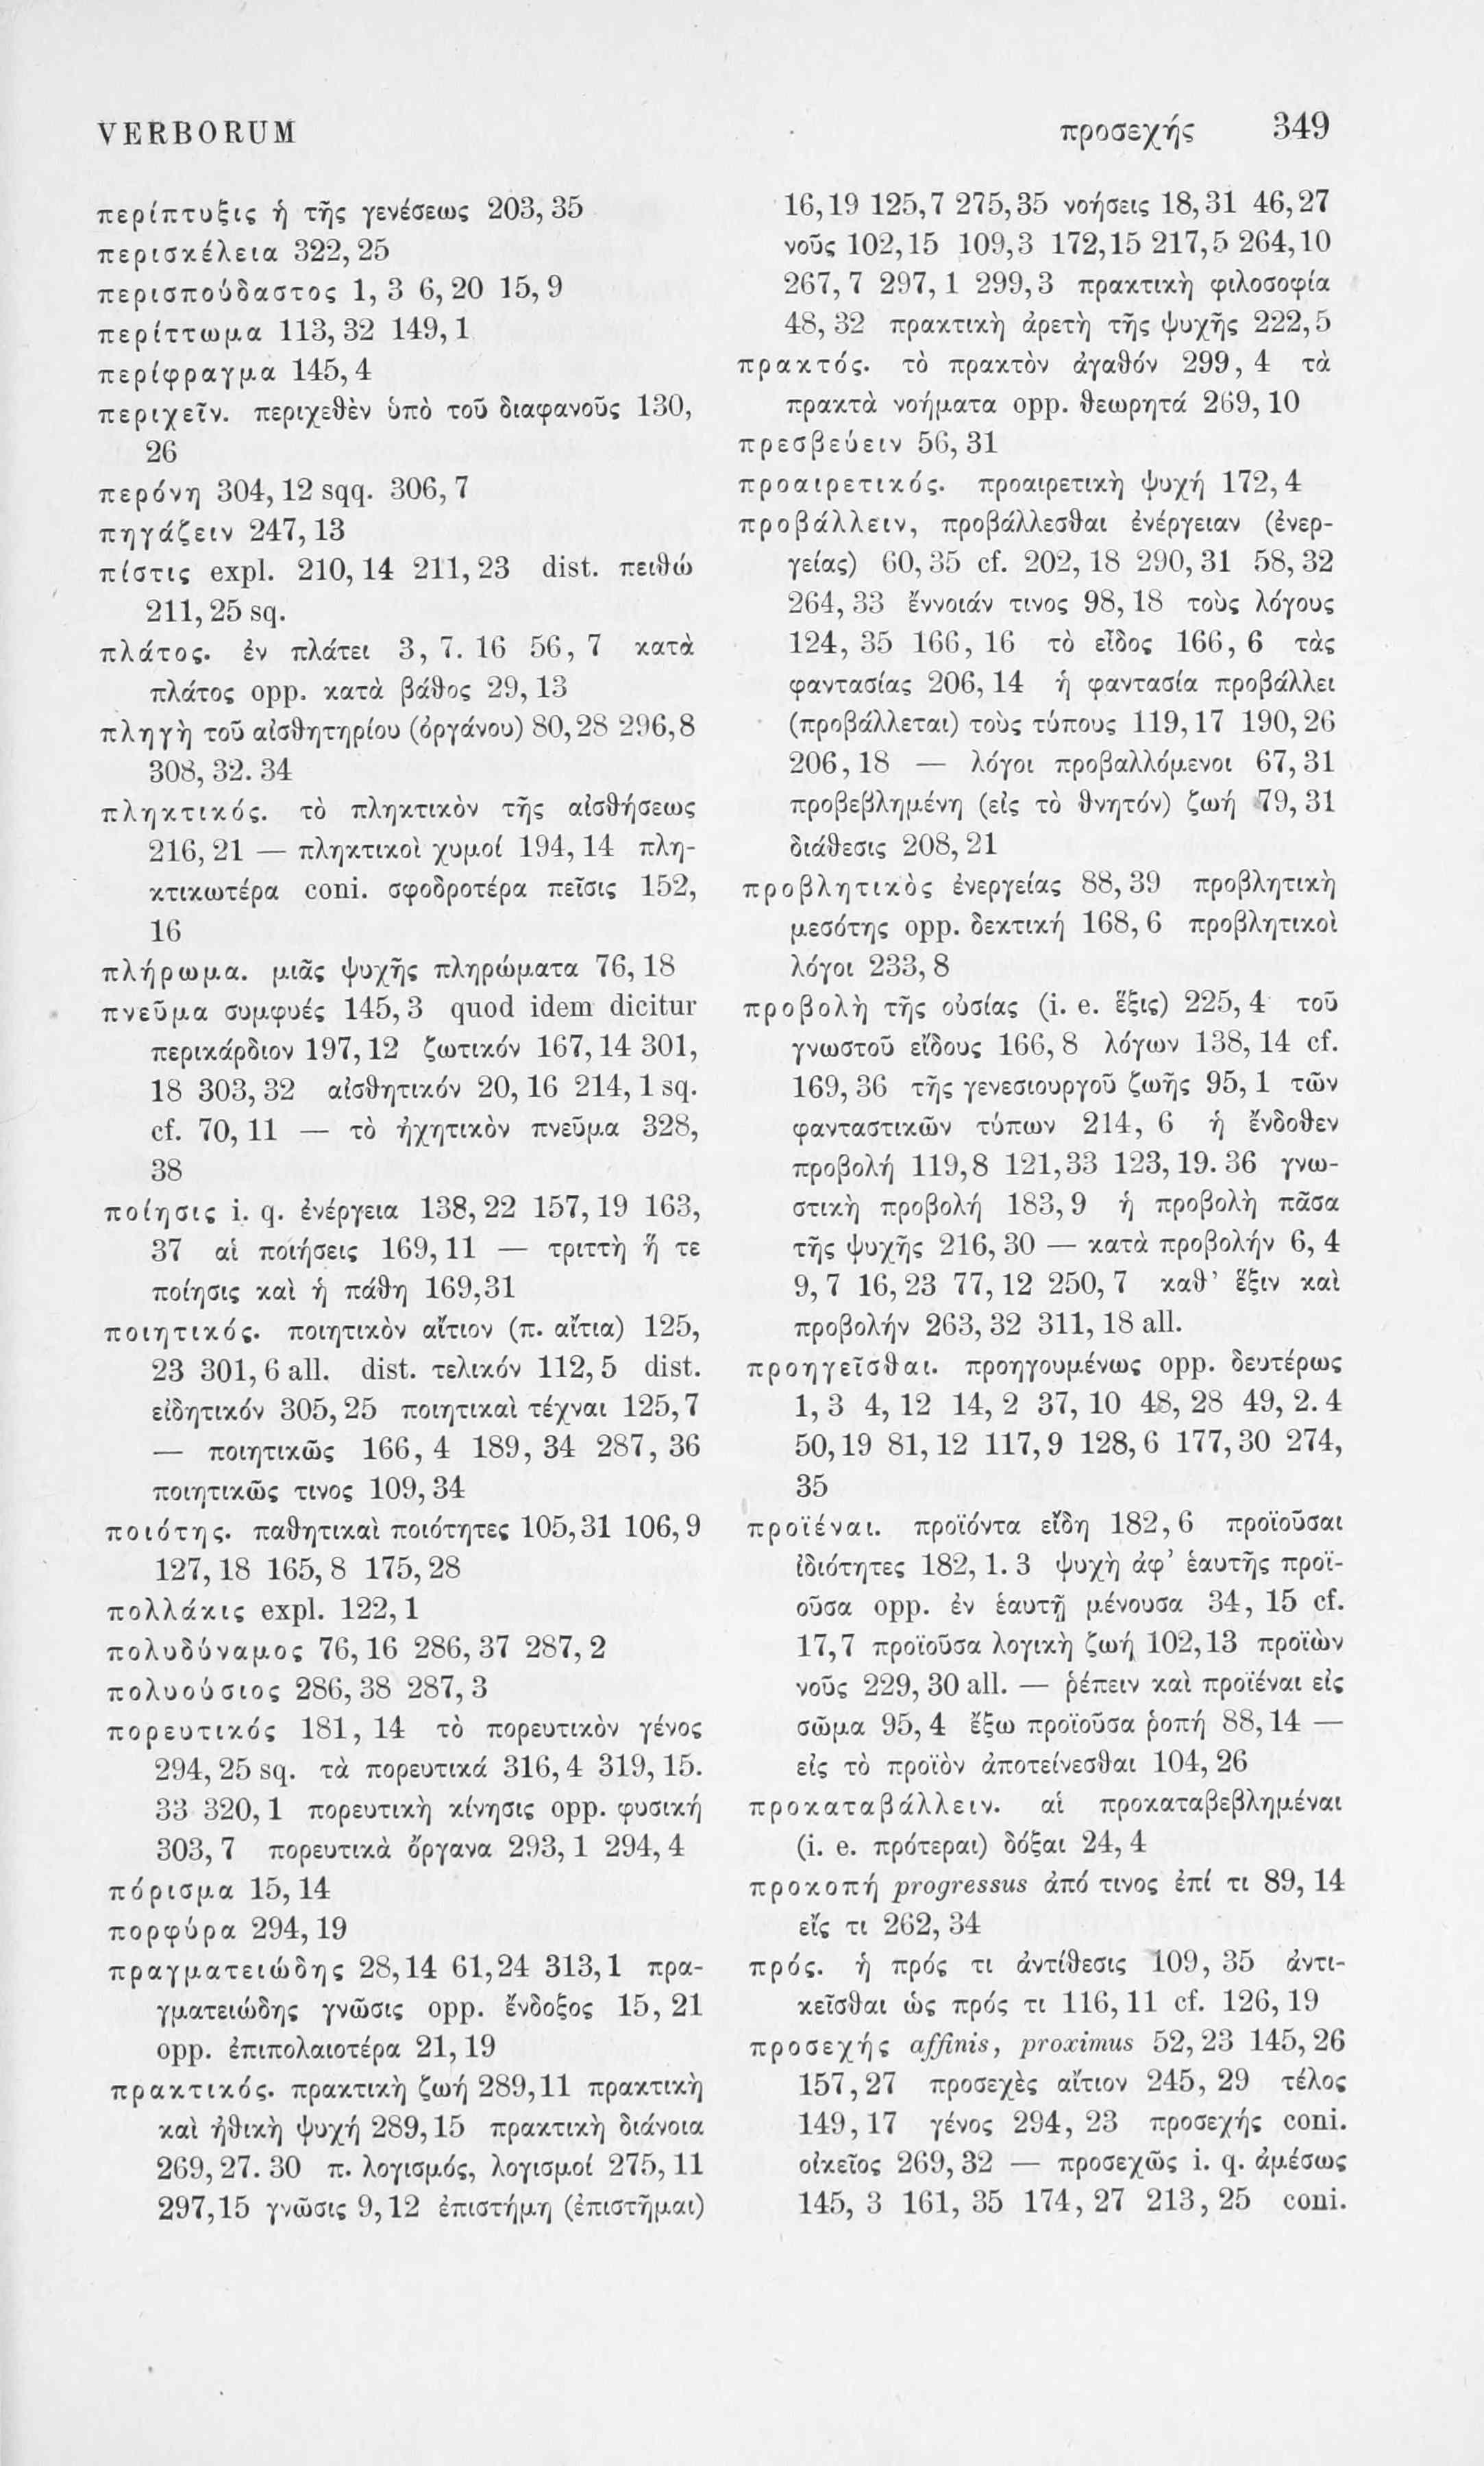 VERBORUM
προσεχής 349
περίπτυξις ἡ τῆς γενέσεως 203, 35
περισκέλεια 322, 25
περισπούδαστος 1, 3 6, 20 15, 9
περίττωμα 113, 32 149, 1
περίφραγμα 145, 4
περιχεῖν. περιχεθὲν ὑπὸ τοῦ διαφανοῦς 130,
26
περόνη 304, 12 sqq. 306, 7
πηγάζειν 247, 13
πίστις expl. 210, 14 211, 23 dist. πειθώ
211, 25 sq.
πλάτος. ἐν πλάτει 3, 7. 16 56, 7 κατὰ
πλάτος opp. κατὰ βάθος 29, 13
πληγὴ τοῦ αἰσθητηρίου (ὀργάνου) 80, 28 296, 8
308, 32. 34
πληκτικός. τὸ πληκτικὸν τῆς αἰσθήσεως
216, 21 — πληκτικοὶ χυμοί 194, 14 πλη-
κτικωτέρα coni. σφοδροτέρα πεῖσις 152,
16
πλήρωμα. μιᾶς ψυχῆς πληρώματα 76, 18
πνεῦμα συμφυές 145, 3 quod idem dicitur
περικάρδιον 197, 12 ζωτικόν 167, 14 301,
18 303, 32 αἰσθητικόν 20, 16 214, 1 sq.
cf. 70, 11 — τὸ ἠχητικὸν πνεῦμα 328,
38
ποίησις i. q. ἐνέργεια 138, 22 157, 19 163,
37 αἱ ποιήσεις 169, 11 — τριττὴ ἥ τε
ποίησις καὶ ἡ πάθη 169,31
ποιητικός. ποιητικὸν αἴτιον (π. αἴτια) 125,
23 301, 6 all. dist. τελικόν 112, 5 dist.
εἰδητικόν 305, 25 ποιητικαὶ τέχναι 125, 7
— ποιητικῶς 166, 4 189, 34 287, 36
ποιητικῶς τινος 109, 34
ποιότης. παθητικαὶ ποιότητες 105, 31 106, 9
127, 18 165, 8 175, 28
πολλάκις expl. 122, 1
πολυδύναμος 76, 16 286, 37 287, 2
πολυούσιος 286, 38 287, 3
πορευτικός 181, 14 τὸ πορευτικὸν γένος
294, 25 sq. τὰ πορευτικά 316, 4 319, 15.
33 320, 1 πορευτικὴ κίνησις opp. φυσική
303, 7 πορευτικὰ ὄργανα 293, 1 294, 4
πόρισμα 15, 14
πορφύρα 294, 19
πραγματειώδης 28,14 61,24 313,1 πρα-
γματειώδης γνῶσις opp. ἔνδοξος 15, 21
opp. ἐπιπολαιοτέρα 21, 19
πρακτικός. πρακτικὴ ζωή 289, 11 πρακτικὴ
καὶ ἠθικὴ ψυχή 289, 15 πρακτικὴ διάνοια
269, 27. 30 π. λογισμός, λογισμοί 275, 11
297, 15 γνῶσις 9, 12 ἐπιστήμη (ἐπιστῆμαι)
16,19 125,7 275,35 νοήσεις 18,31 46,27
νοῦς 102,15 109,3 172,15 217,5 264,10
267, 7 297, 1 299, 3 πρακτικὴ φιλοσοφία
48, 32 πρακτικὴ ἀρετὴ τῆς ψυχῆς 222, 5
πρακτός. τὸ πρακτὸν ἀγαθόν 299, 4 τὰ
πρακτὰ νοήματα opp. θεωρητά 269, 10
πρεσβεύειν 56, 31
προαιρετικός. προαιρετικὴ ψυχή 172, 4
προβάλλειν, προβάλλεσθαι ἐνέργειαν (ἐνερ-
γείας) 60, 35 cf. 202, 18 290, 31 58, 32
264, 33 ἔννοιάν τινος 98, 18 τοὺς λόγους
124, 35 166, 16 τὸ εἶδος 166, 6 τὰς
φαντασίας 206, 14 ἡ φαντασία προβάλλει
(προβάλλεται) τοὺς τύπους 119, 17 190, 26
206, 18 — λόγοι προβαλλόμενοι 67, 31
προβεβλημένη (εἰς τὸ θνητόν) ζωή 79, 31
διάθεσις 208, 21
προβλητικὸς ἐνεργείας 88, 39 προβλητικὴ
μεσότης opp. δεκτική 168, 6 προβλητικοὶ
λόγοι 233, 8
προβολὴ τῆς οὐσίας (i. e. ἕξις) 225, 4 τοῦ
γνωστοῦ εἴδους 166, 8 λόγων 138, 14 cf.
169, 36 τῆς γενεσιουργοῦ ζωῆς 95, 1 τῶν
φανταστικῶν τύπων 214, 6 ἡ ἔνδοθεν
προβολή 119, 8 121, 33 123, 19. 36 γνω-
στικὴ προβολή 183, 9 ἡ προβολὴ πᾶσα
τῆς ψυχῆς 216, 30 — κατὰ προβολήν 6, 4
9, 7 16, 23 77, 12 250, 7 καθ’ ἕξιν καὶ
προβολήν 263, 32 311, 18 all.
προηγεῖσθαι. προηγουμένως opp. δευτέρως
1, 3 4, 12 14, 2 37, 10 48, 28 49, 2. 4
50, 19 81, 12 117, 9 128, 6 177, 30 274,
35
προϊέναι. προϊόντα εἴδη 182, 6 προϊοῦσαι
ἰδιότητες 182, 1. 3 ψυχὴ ἀφ’ ἑαυτῆς προϊ-
οῦσα opp. ἐν ἑαυτῇ μένουσα 34, 15 cf.
17, 7 προϊοῦσα λογικὴ ζωή 102, 13 προϊὼν
νοῦς 229, 30 all. — ῥέπειν καὶ προϊέναι εἰς
σῶμα 95, 4 ἔξω προϊοῦσα ῥοπή 88, 14 —
εἰς τὸ προϊὸν ἀποτείνεσθαι 104, 26
προκαταβάλλειν. αἱ προκαταβεβλημέναι
(i. e. πρότεραι) δόξαι 24, 4
προκοπή progressus ἀπό τινος ἐπί τι 89, 14
εἴς τι 262, 34
πρός. ἡ πρός τι ἀντίθεσις 109, 35 ἀντι-
κεῖσθαι ὡς πρός τι 116, 11 cf. 126, 19
προσεχής affinis, proximus 52, 23 145, 26
157, 27 προσεχὲς αἴτιον 245, 29 τέλος
149, 17 γένος 294, 23 προσεχής coni.
οἰκεῖος 269, 32 — προσεχῶς i. q. ἀμέσως
145, 3 161, 35 174, 27 213, 25 coni.